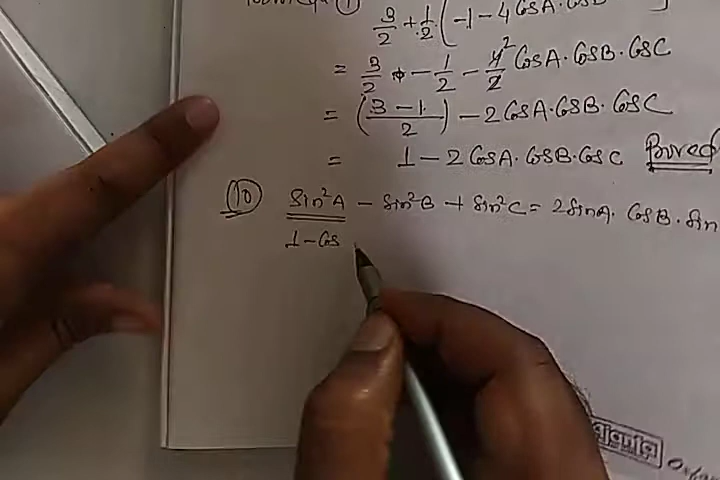 ①
3/2 + 1/2 ( -1 - 4 CosA. CosB
= 3/2 + - 1/2 - 4/2 2 CosA. CosB. CosC
= ( 3 - 1 / 2 ) - 2 CosA. CosB. CosC
= 1 - 2 CosA. CosB. CosC Proved
⑩ Sin²A - Sin²B + Sin²C = 2 SinA. CosB. Sin
1 - Cos